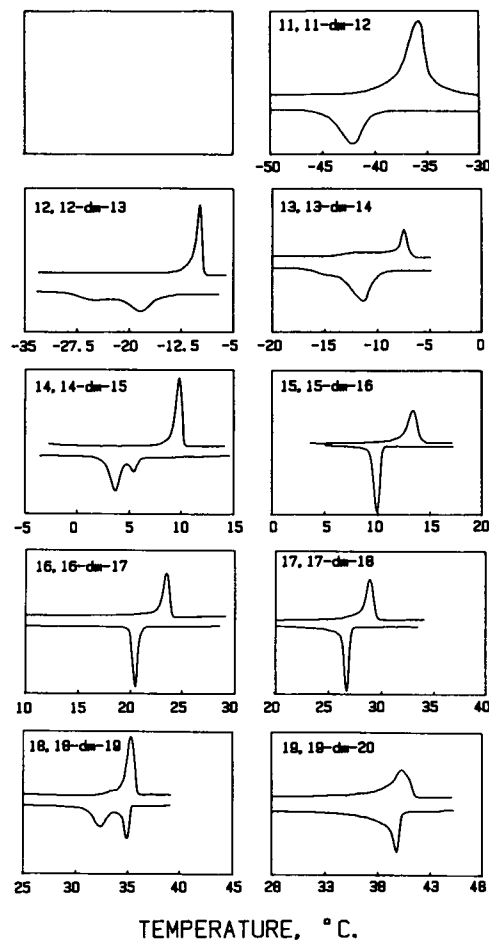 11, 11-dm-12
-50 -45 -40 -35 -30
12, 12-dm-13
13, 13-dm-14
-35 -27.5 -20 -12.5 -5
-20 -15 -10 -5 0
14, 14-dm-15
15, 15-dm-16
-5 0 5 10 15
0 5 10 15 20
16, 16-dm-17
17, 17-dm-18
10 15 20 25 30
20 25 30 35 40
18, 18-dm-19
19, 19-dm-20
25 30 35 40 45
28 33 38 43 48
TEMPERATURE, °C.